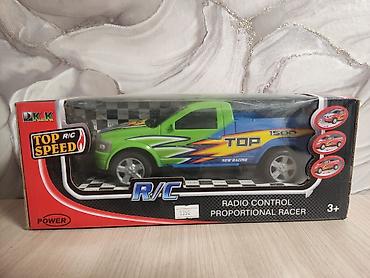 TOP R/C
SPEED
TOP
1500
NEW RACING
R/C
RADIO CONTROL
PROPORTIONAL RACER
3+
POWER